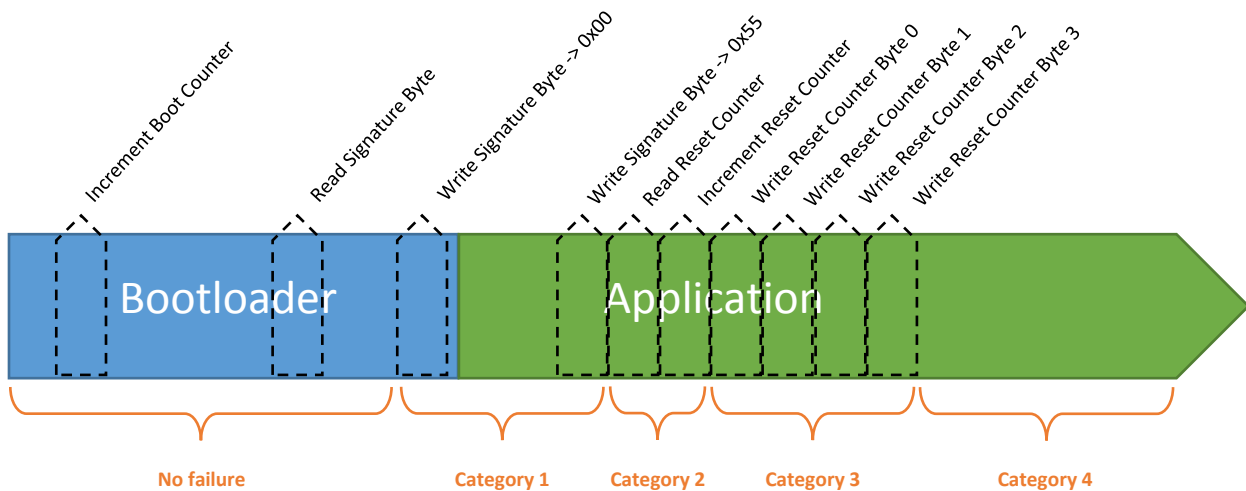 Increment Boot Counter
Read Signature Byte
Write Signature Byte -> 0x00
Write Signature Byte -> 0x55
Read Reset Counter
Increment Reset Counter
Write Reset Counter Byte 0
Write Reset Counter Byte 1
Write Reset Counter Byte 2
Write Reset Counter Byte 3
Bootloader
Application
No failure
Category 1
Category 2
Category 3
Category 4